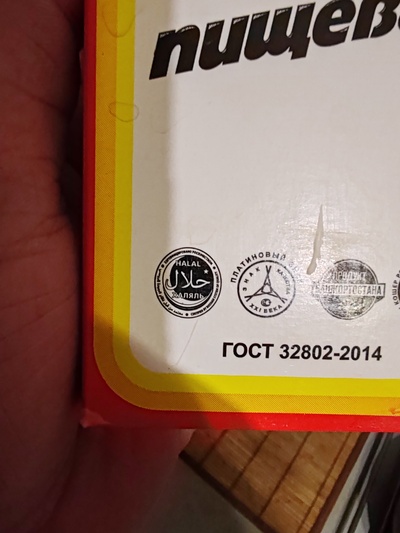 пищев
HALAL
حلال
ХАЛЯЛЬ
ПЛАТИНОВЫЙ
ЗНАК КАЧЕСТВА
XXI ВЕКА
ПРОДУКТ
БАШКОРТОСТАНА
ГОСТ 32802-2014